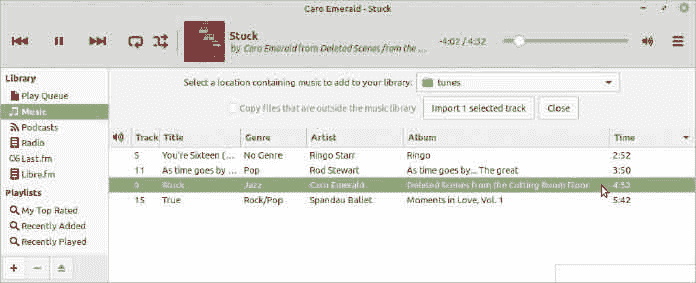 Caro Emerald - Stuck
Stuck
by Caro Emerald from Deleted Scenes from the ...
-4:02 / 4:32
Select a location containing music to add to your library: tunes
Copy files that are outside the music library Import 1 selected track Close
Library
Play Queue
Music
Podcasts
Radio
Last.fm
Libre.fm
Playlists
My Top Rated
Recently Added
Recently Played
Track Title Genre Artist Album Time
5 You're Sixteen (... No Genre Ringo Starr Ringo 2:52
11 As time goes by ... Pop Rod Stewart As time goes by... The great 3:50
9 Stuck Jazz Caro Emerald Deleted Scenes from the Cutting Room Floor 4:32
15 True Rock/Pop Spandau Ballet Moments in Love, Vol. 1 5:42